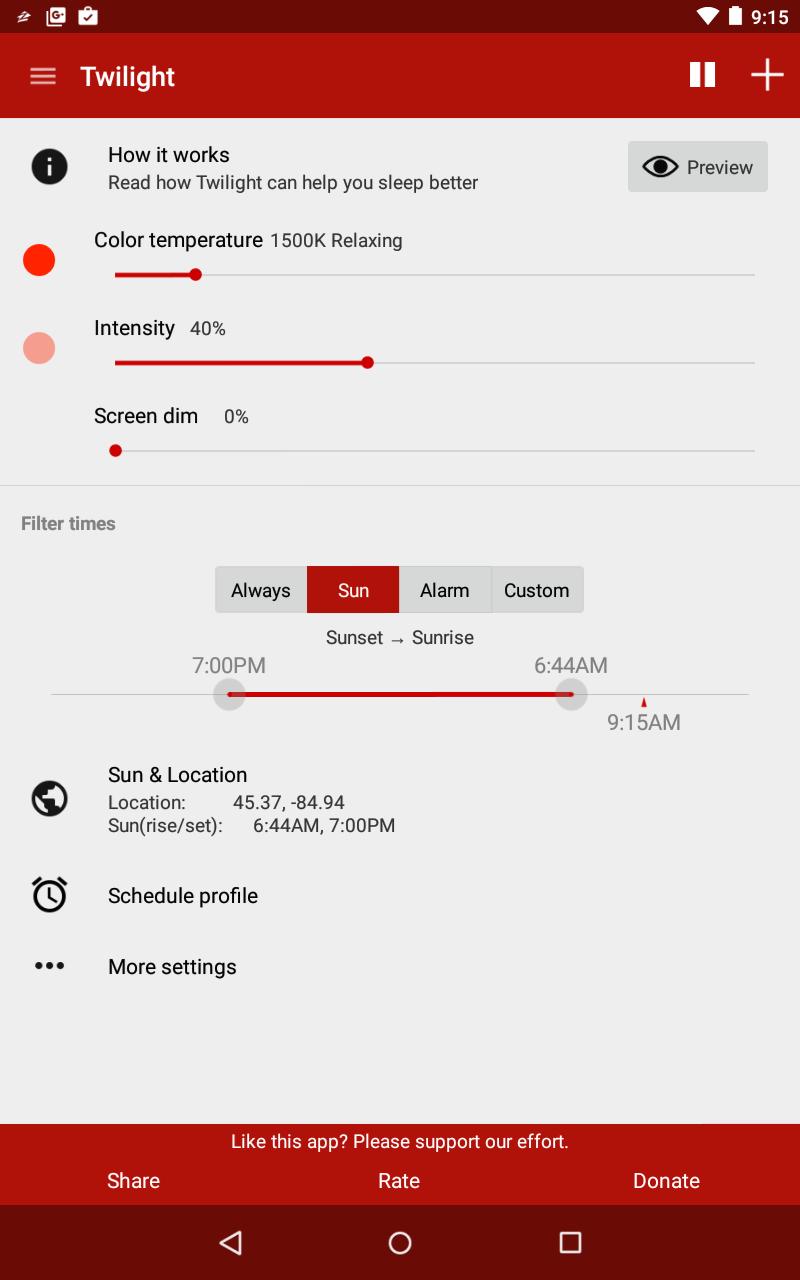 9:15
Twilight
How it works
Read how Twilight can help you sleep better
Preview
Color temperature 1500K Relaxing
Intensity 40%
Screen dim 0%
Filter times
Always Sun Alarm Custom
Sunset → Sunrise
7:00PM 6:44AM
9:15AM
Sun & Location
Location: 45.37, -84.94
Sun(rise/set): 6:44AM, 7:00PM
Schedule profile
More settings
Like this app? Please support our effort.
Share Rate Donate